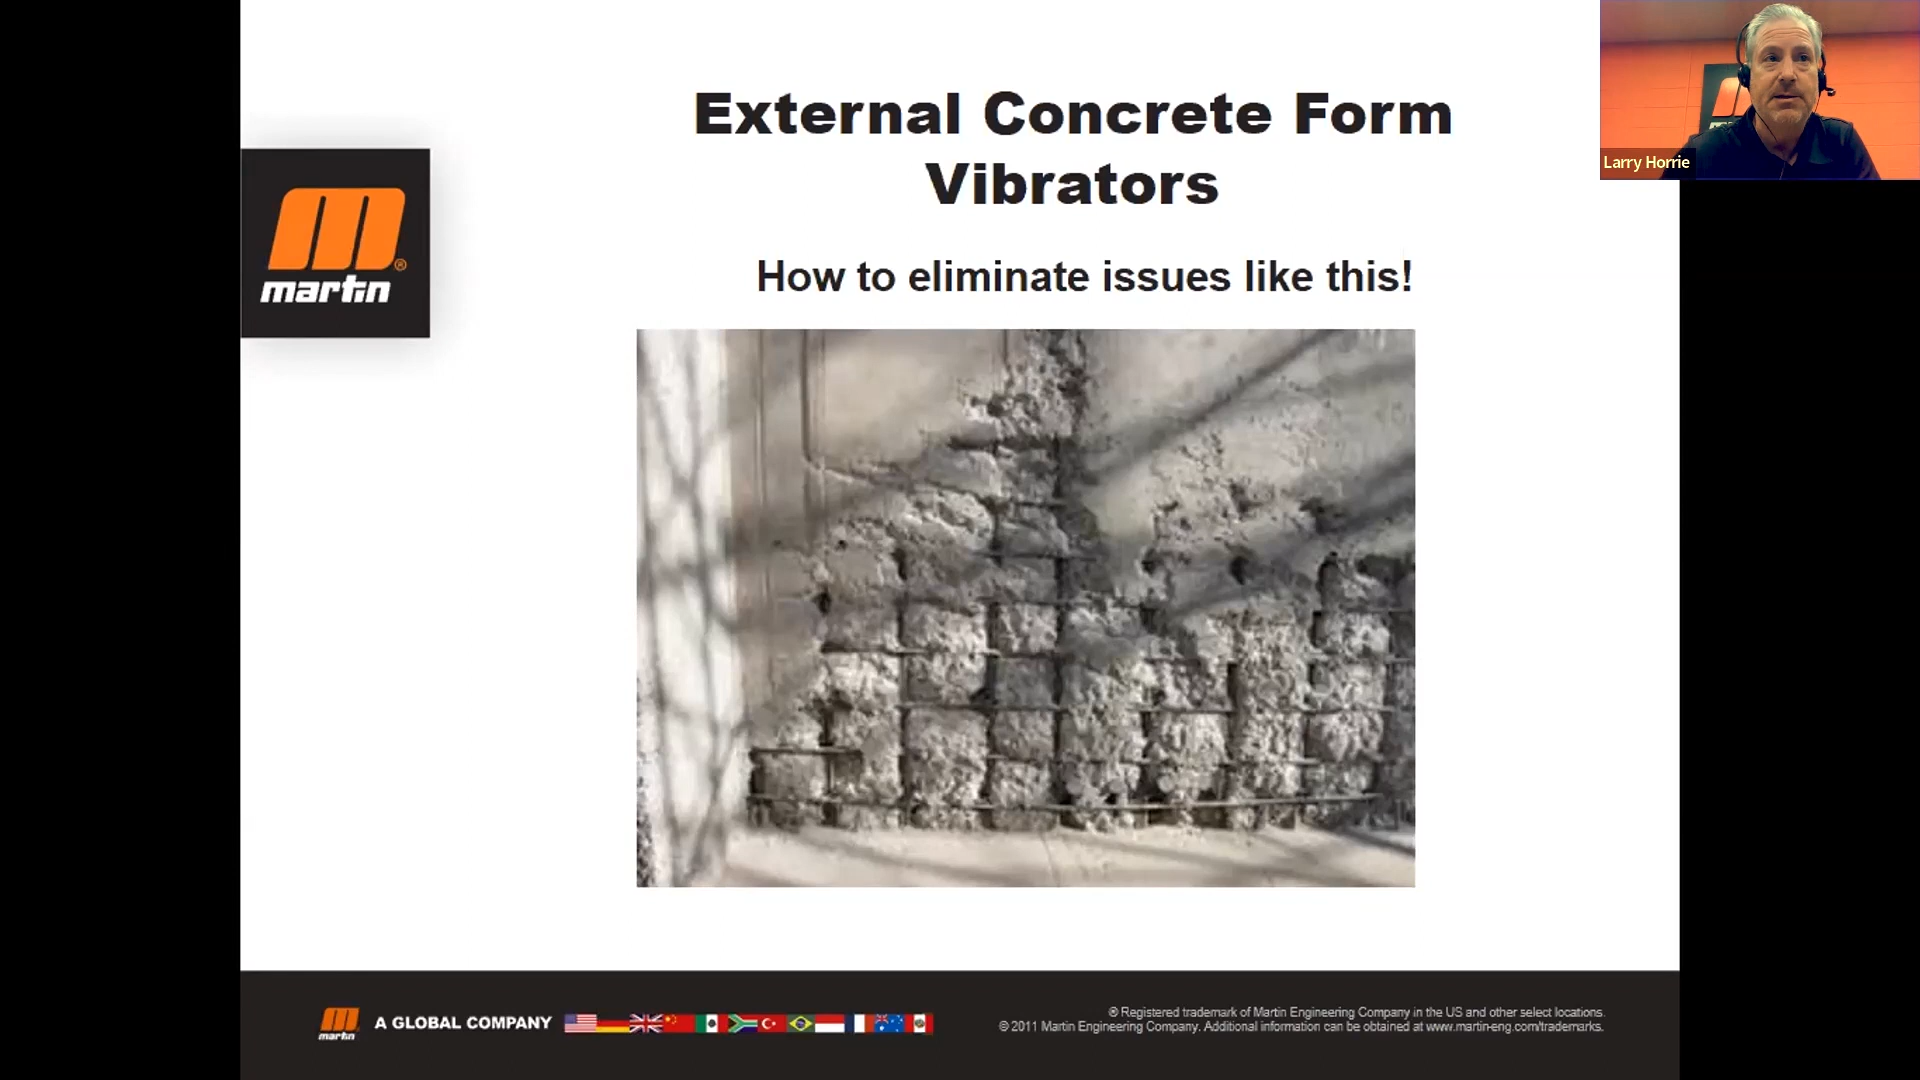 External Concrete Form
Vibrators
How to eliminate issues like this!
martin
®
Larry Horrie
martin
A GLOBAL COMPANY
® Registered trademark of Martin Engineering Company in the US and other select locations.
© 2011 Martin Engineering Company. Additional information can be obtained at www.martin-eng.com/trademarks.